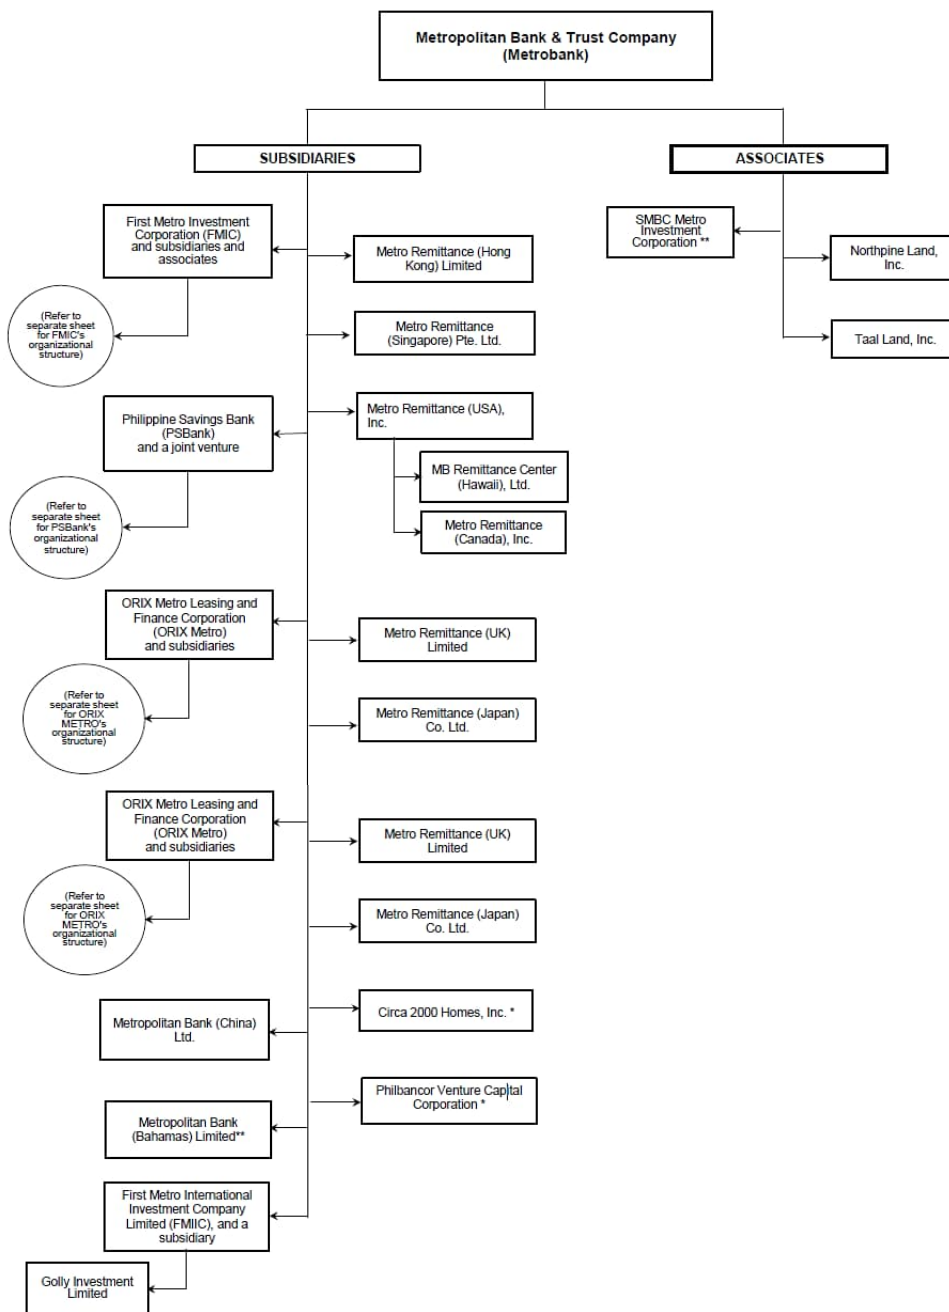 Metropolitan Bank & Trust Company
(Metrobank)
SUBSIDIARIES
ASSOCIATES
First Metro Investment
Corporation (FMIC)
and subsidiaries and
associates
Metro Remittance (Hong
Kong) Limited
SMBC Metro
Investment
Corporation **
Northpine Land,
Inc.
(Refer to
separate sheet
for FMIC's
organizational
structure)
Metro Remittance
(Singapore) Pte. Ltd.
Taal Land, Inc.
Philippine Savings Bank
(PSBank)
and a joint venture
Metro Remittance (USA),
Inc.
MB Remittance Center
(Hawaii), Ltd.
(Refer to
separate sheet
for PSBank's
organizational
structure)
Metro Remittance
(Canada), Inc.
ORIX Metro Leasing and
Finance Corporation
(ORIX Metro)
and subsidiaries
Metro Remittance (UK)
Limited
(Refer to
separate sheet
for ORIX
METRO's
organizational
structure)
Metro Remittance (Japan)
Co. Ltd.
ORIX Metro Leasing and
Finance Corporation
(ORIX Metro)
and subsidiaries
Metro Remittance (UK)
Limited
(Refer to
separate sheet
for ORIX
METRO's
organizational
structure)
Metro Remittance (Japan)
Co. Ltd.
Metropolitan Bank (China)
Ltd.
Circa 2000 Homes, Inc. *
Philbancor Venture Capital
Corporation *
Metropolitan Bank
(Bahamas) Limited**
First Metro International
Investment Company
Limited (FMIIC), and a
subsidiary
Golly Investment
Limited